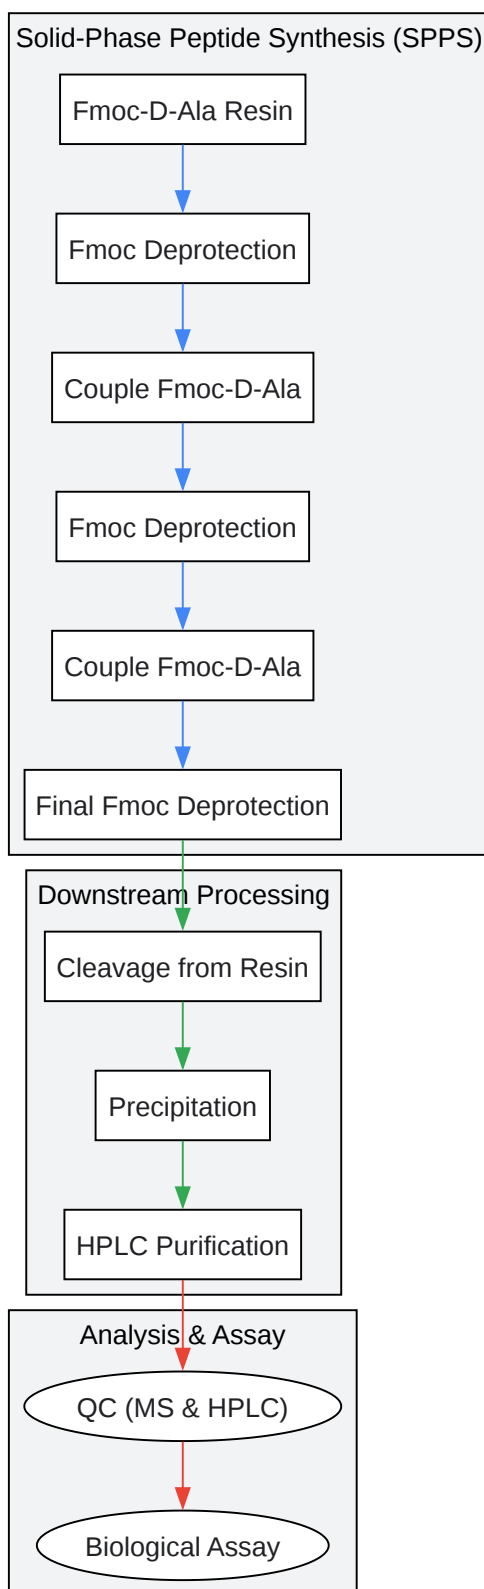 Solid-Phase Peptide Synthesis (SPPS)
Fmoc-D-Ala Resin
Fmoc Deprotection
Couple Fmoc-D-Ala
Fmoc Deprotection
Couple Fmoc-D-Ala
Final Fmoc Deprotection
Downstream Processing
Cleavage from Resin
Precipitation
HPLC Purification
Analysis & Assay
QC (MS & HPLC)
Biological Assay